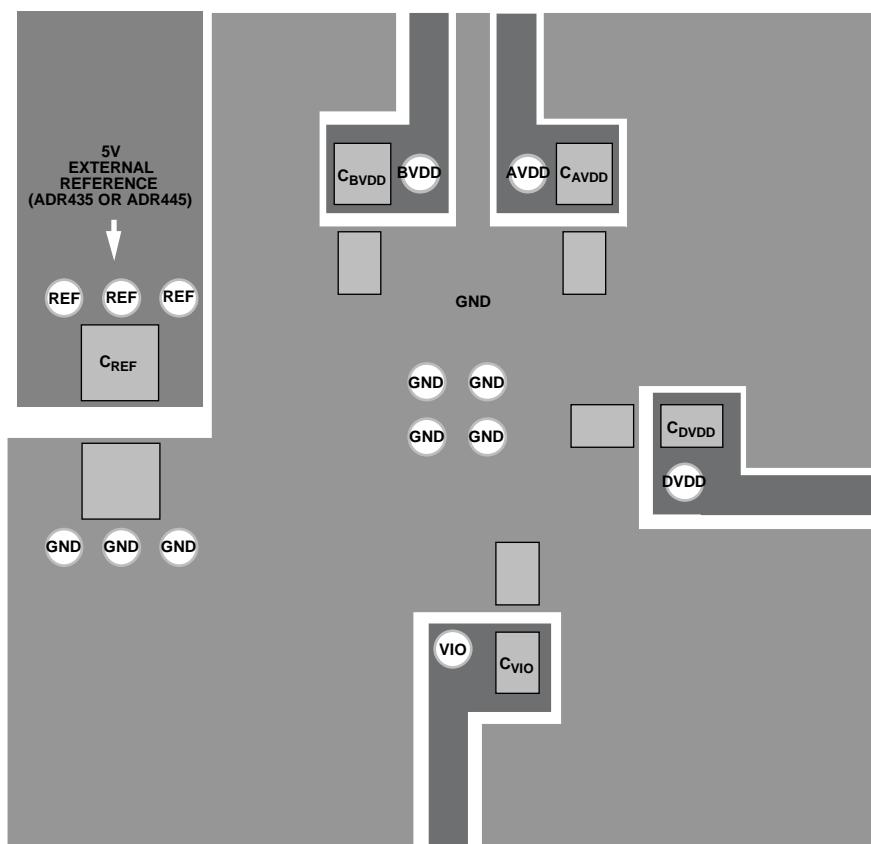 5V
EXTERNAL
REFERENCE
(ADR435 OR ADR445)
CBVDD
BVDD
AVDD
CAVDD
REF
REF
REF
GND
CREF
GND
GND
GND
GND
CDVDD
DVDD
GND
GND
GND
VIO
CVIO